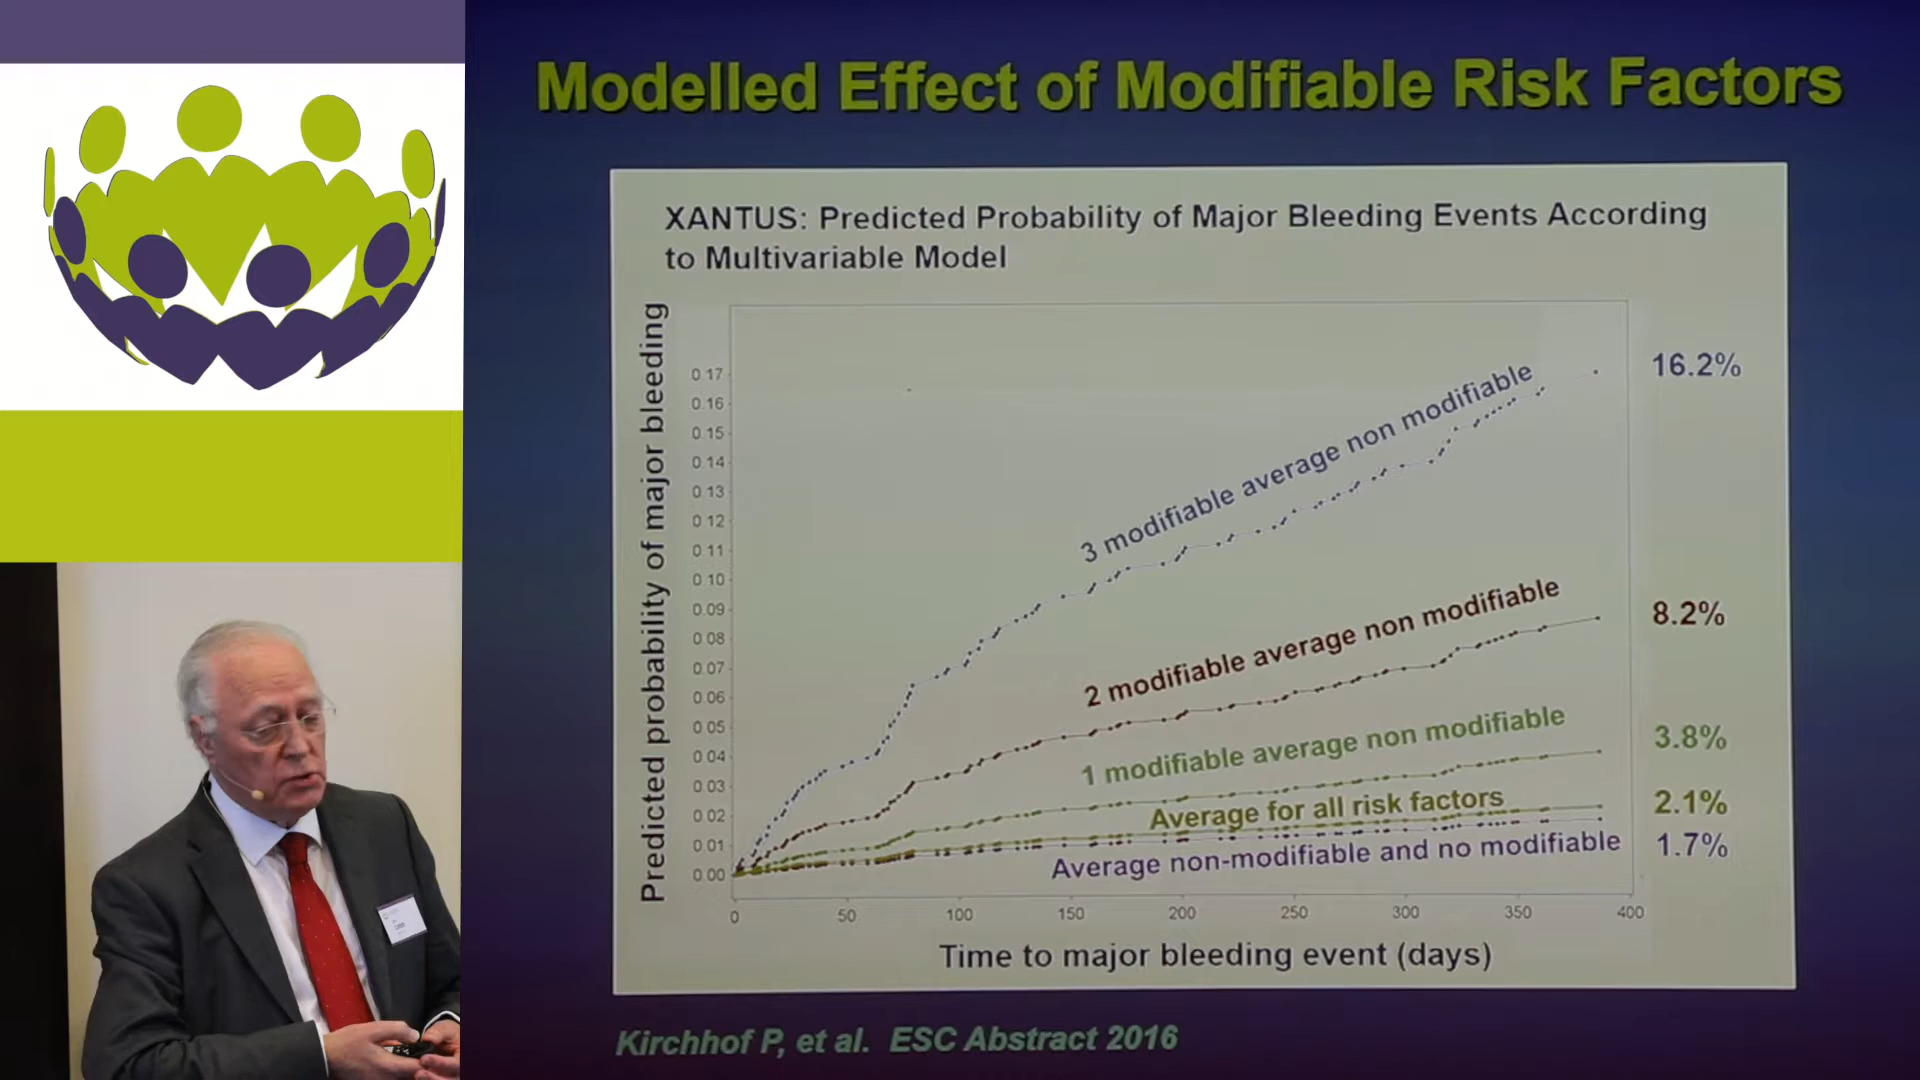 Modelled Effect of Modifiable Risk Factors
XANTUS: Predicted Probability of Major Bleeding Events According
to Multivariable Model
Predicted probability of major bleeding
0.17
0.16
0.15
0.14
0.13
0.12
0.11
0.10
0.09
0.08
0.07
0.06
0.05
0.04
0.03
0.02
0.01
0.00
3 modifiable average non modifiable
16.2%
2 modifiable average non modifiable
8.2%
1 modifiable average non modifiable
3.8%
Average for all risk factors
2.1%
Average non-modifiable and no modifiable
1.7%
0 50 100 150 200 250 300 350 400
Time to major bleeding event (days)
Kirchhof P, et al. ESC Abstract 2016